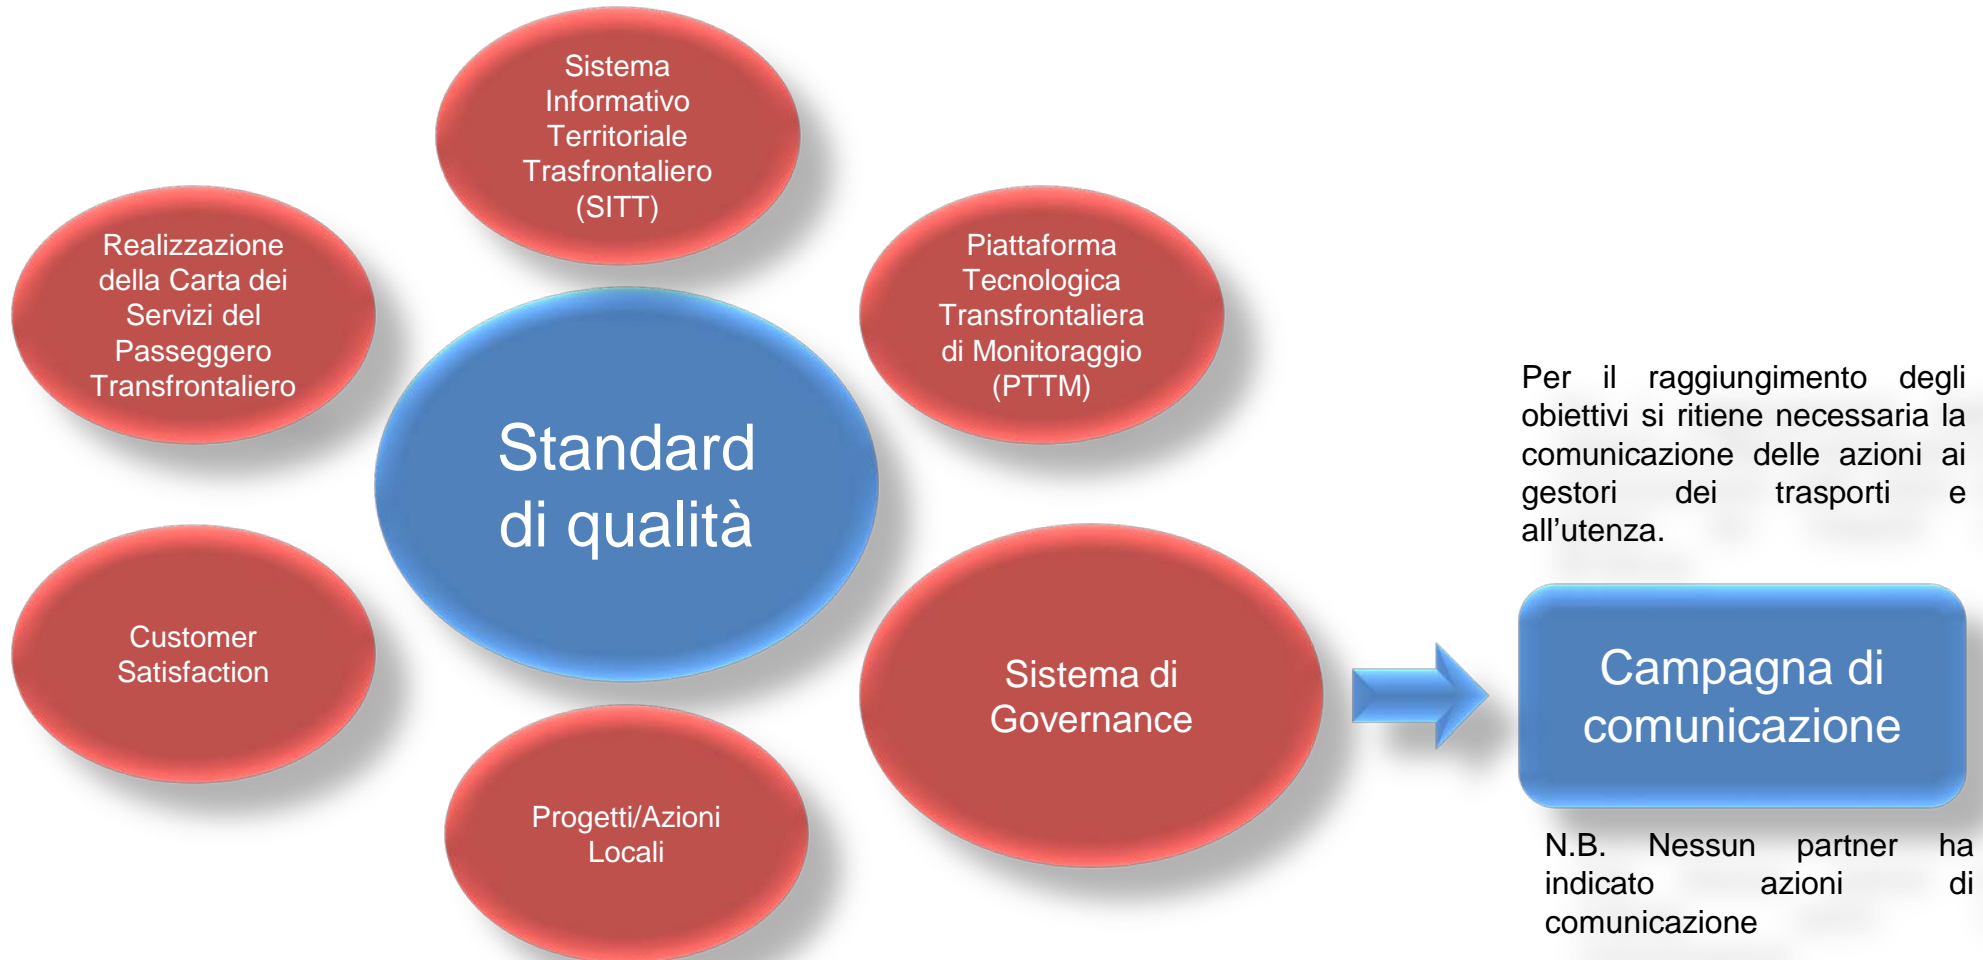 Sistema
Informativo
Territoriale
Trasfrontaliero
(SITT)
Realizzazione
della Carta dei
Servizi del
Passeggero
Transfrontaliero
Piattaforma
Tecnologica
Transfrontaliera
di Monitoraggio
(PTTM)
Standard
di qualità
Customer
Satisfaction
Sistema di
Governance
Progetti/Azioni
Locali
Per il raggiungimento degli
obiettivi si ritiene necessaria la
comunicazione delle azioni ai
gestori dei trasporti e
all'utenza.
Campagna di
comunicazione
N.B. Nessun partner ha
indicato azioni di
comunicazione